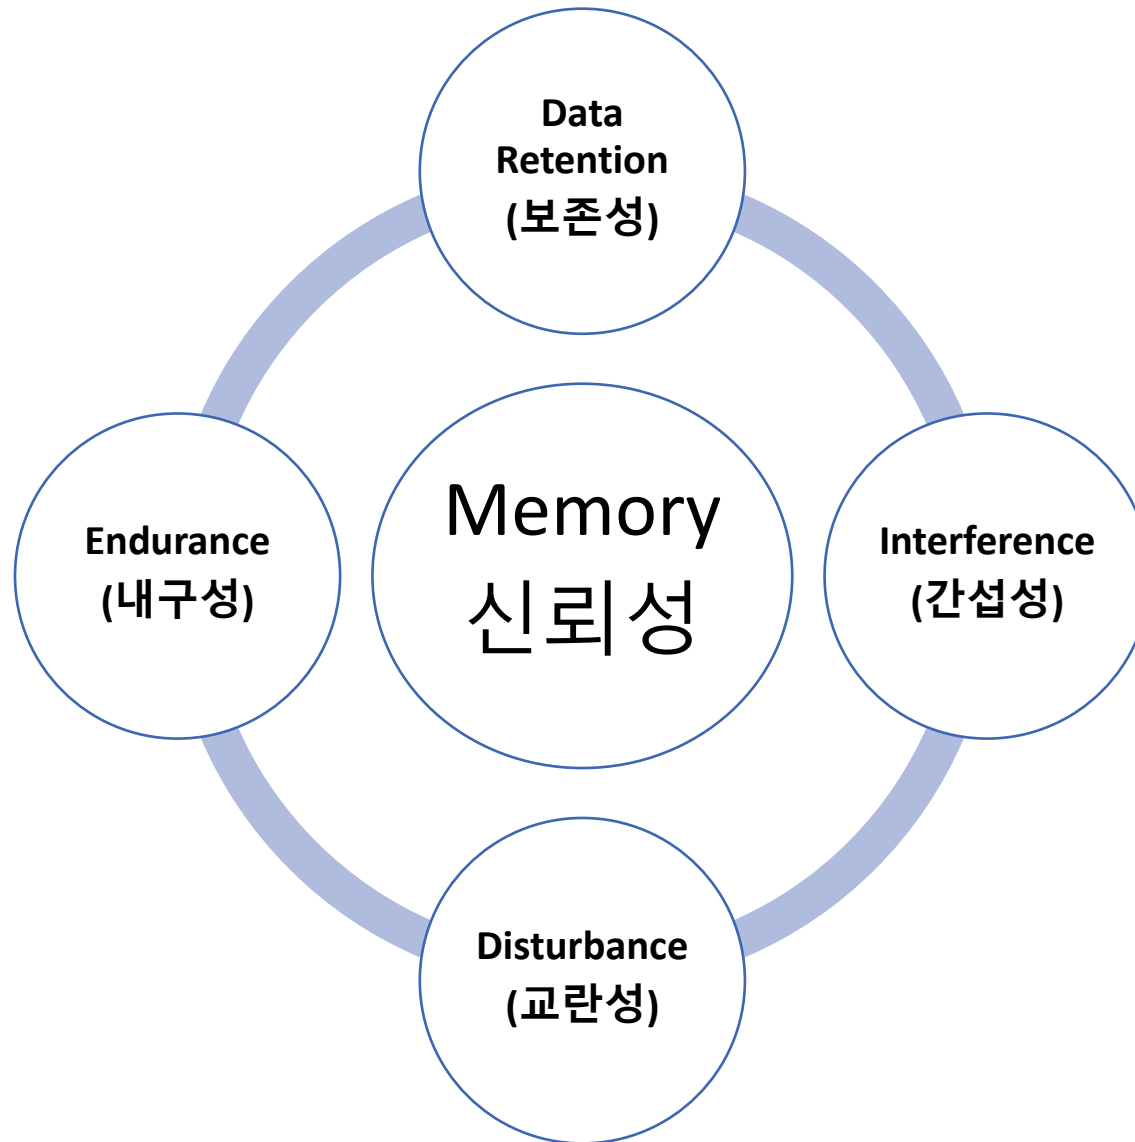 Data
Retention
(보존성)
Endurance
(내구성)
Memory
신뢰성
Interference
(간섭성)
Disturbance
(교란성)